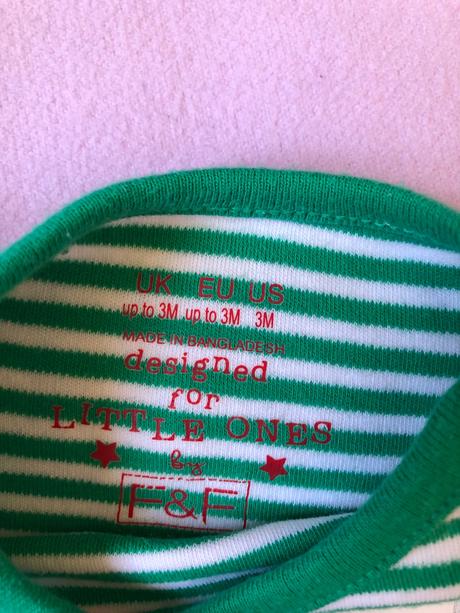 UK EU US
up to 3M up to 3M 3M
MADE IN BANGLADESH
designed
for
LITTLE ONES
by
F&F